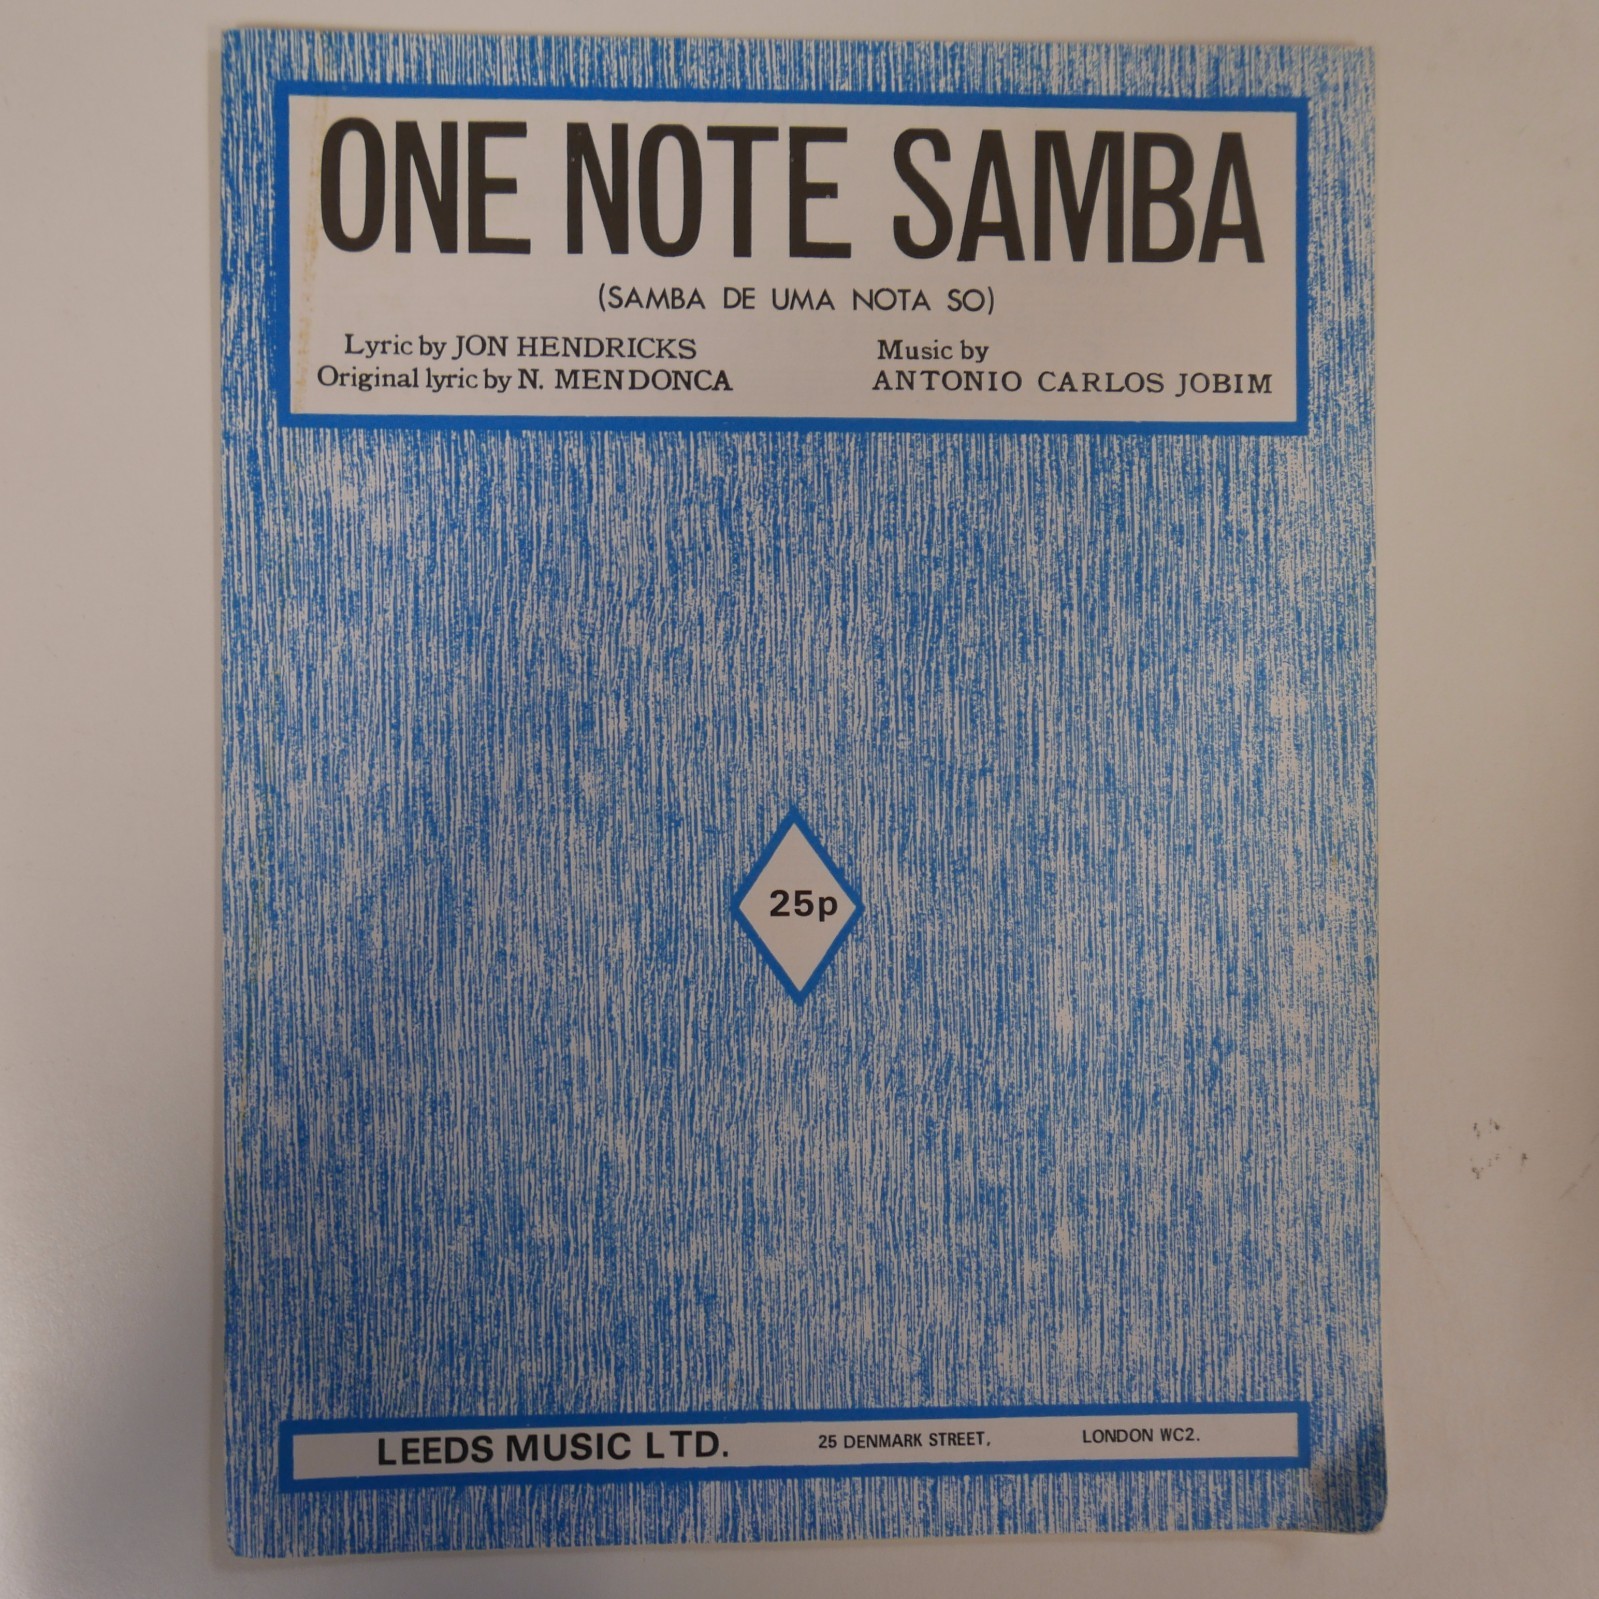 ONE NOTE SAMBA
(SAMBA DE UMA NOTA SO)
Lyric by JON HENDRICKS
Original lyric by N. MENDONCA
Music by
ANTONIO CARLOS JOBIM
25p
LEEDS MUSIC LTD. 25 DENMARK STREET, LONDON WC2.